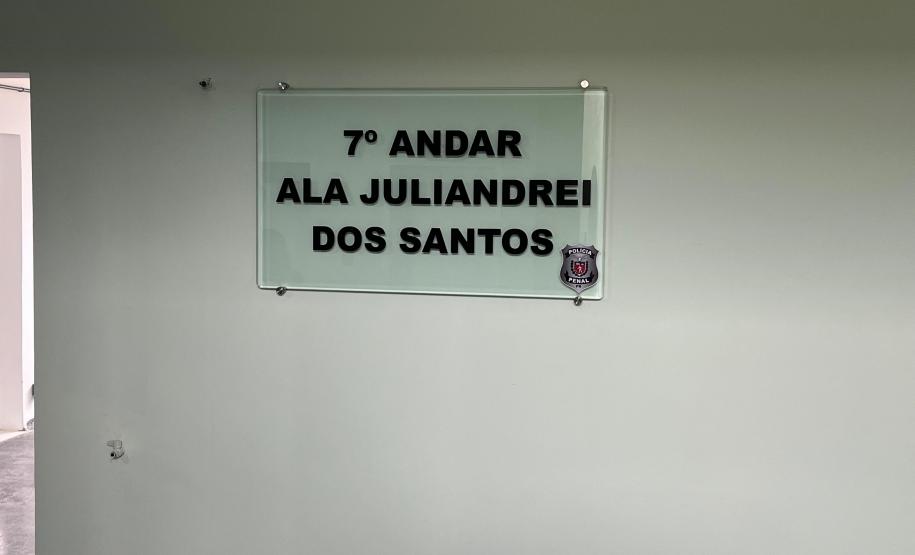 7º ANDAR
ALA JULIANDREI
DOS SANTOS
POLÍCIA
PENAL